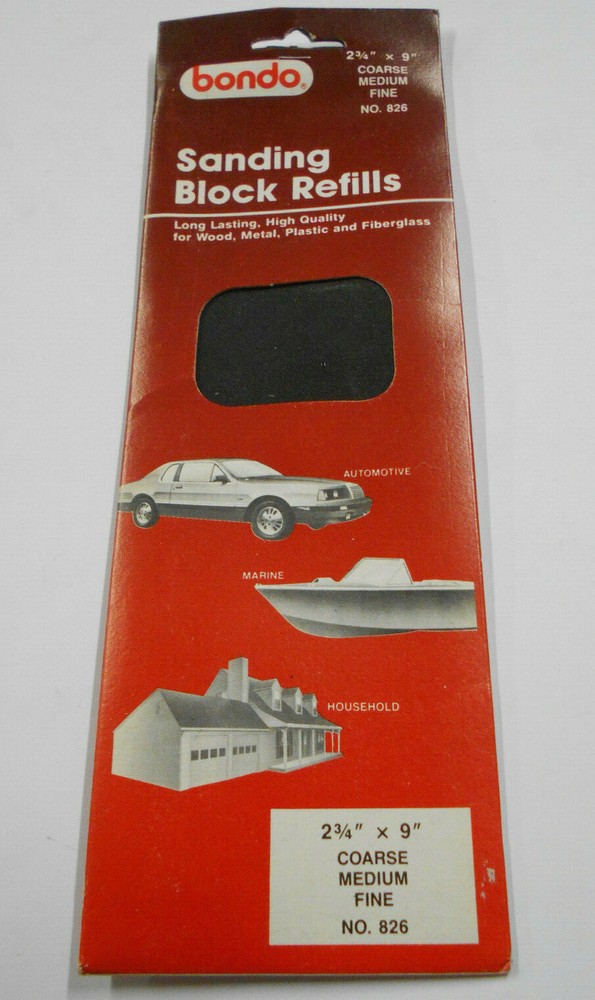 bondo®
2¾" × 9"
COARSE
MEDIUM
FINE
NO. 826
Sanding
Block Refills
Long Lasting, High Quality
for Wood, Metal, Plastic and Fiberglass
AUTOMOTIVE
MARINE
HOUSEHOLD
2¾" × 9"
COARSE
MEDIUM
FINE
NO. 826